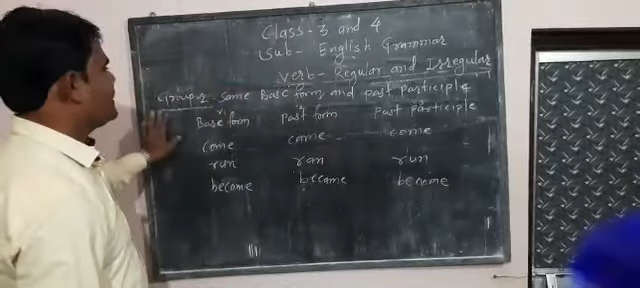 Class-3 and 4
Sub- English Grammar
Verb- Regular and Irregular
Group 2- Same Base form and past participle
Base form past form past participle
come came come
run ran run
become became become